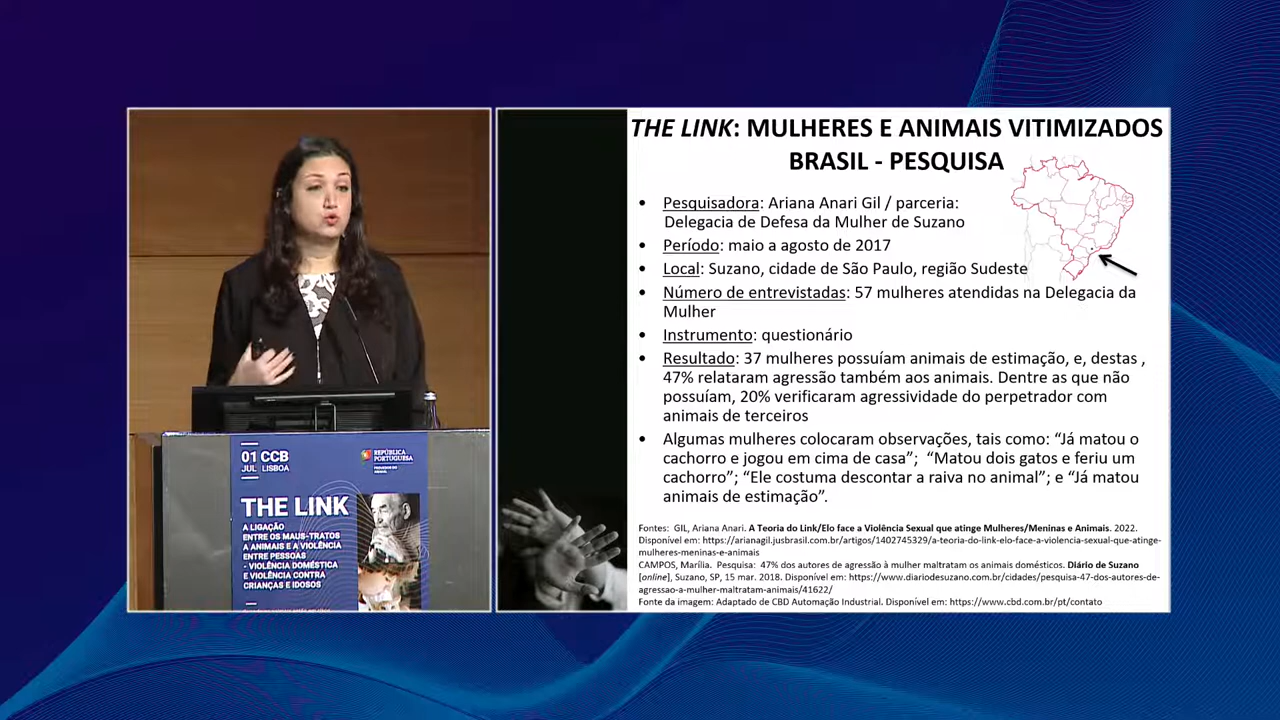 THE LINK: MULHERES E ANIMAIS VITIMIZADOS
BRASIL - PESQUISA
• Pesquisadora: Ariana Anari Gil / parceria:
Delegacia de Defesa da Mulher de Suzano
• Período: maio a agosto de 2017
• Local: Suzano, cidade de São Paulo, região Sudeste
• Número de entrevistadas: 57 mulheres atendidas na Delegacia da
Mulher
• Instrumento: questionário
• Resultado: 37 mulheres possuíam animais de estimação, e, destas ,
47% relataram agressão também aos animais. Dentre as que não
possuíam, 20% verificaram agressividade do perpetrador com
animais de terceiros
• Algumas mulheres colocaram observações, tais como: “Já matou o
cachorro e jogou em cima de casa”; “Matou dois gatos e feriu um
cachorro”; “Ele costuma descontar a raiva no animal”; e “Já matou
animais de estimação”.
Fontes: GIL, Ariana Anari. A Teoria do Link/Elo face a Violência Sexual que atinge Mulheres/Meninas e Animais. 2022.
Disponível em: https://arianagil.jusbrasil.com.br/artigos/1402745329/a-teoria-do-link-elo-face-a-violencia-sexual-que-atinge-
mulheres-meninas-e-animais
CAMPOS, Marília. Pesquisa: 47% dos autores de agressão à mulher maltratam os animais domésticos. Diário de Suzano
[online], Suzano, SP, 15 mar. 2018. Disponível em: https://www.diariodesuzano.com.br/cidades/pesquisa-47-dos-autores-de-
agressao-a-mulher-maltratam-animais/41622/
Fonte da imagem: Adaptado de CBD Automação Industrial. Disponível em: https://www.cbd.com.br/pt/contato
01 CCB
JUL LISBOA
REPÚBLICA
PORTUGUESA
THE LINK
A LIGAÇÃO
ENTRE OS MAUS-TRATOS
A ANIMAIS E A VIOLÊNCIA
ENTRE PESSOAS
- VIOLÊNCIA DOMÉSTICA
E VIOLÊNCIA CONTRA
CRIANÇAS E IDOSOS